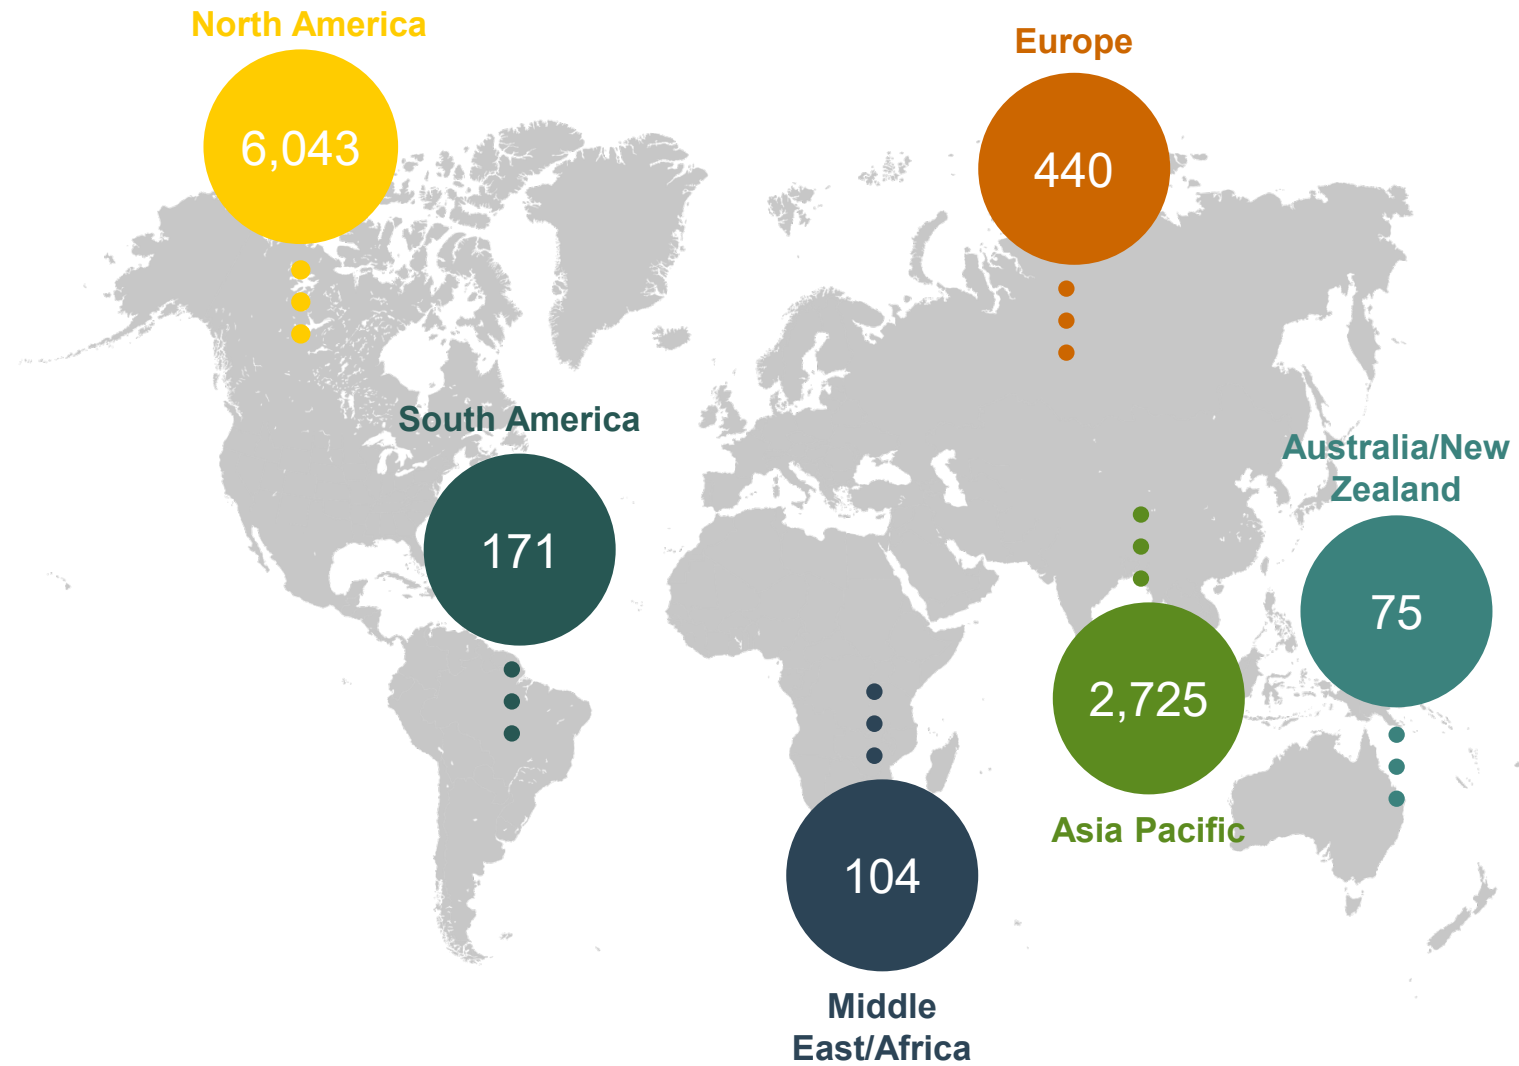 North America
6,043
Europe
440
South America
171
Australia/New
Zealand
75
2,725
Asia Pacific
104
Middle
East/Africa